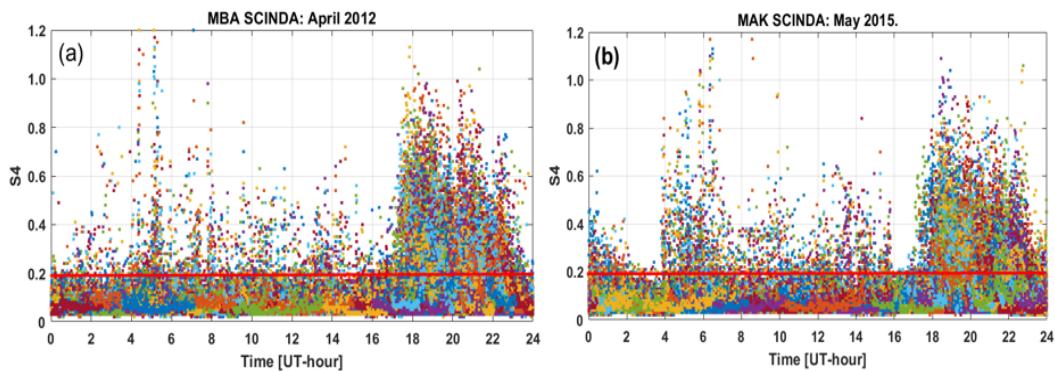 MBA SCINDA: April 2012
(a)
S4
1.2
1.0
0.8
0.6
0.4
0.2
0
0 2 4 6 8 10 12 14 16 18 20 22 24
Time [UT-hour]
MAK SCINDA: May 2015.
(b)
S4
1.2
1.0
0.8
0.6
0.4
0.2
0
0 2 4 6 8 10 12 14 16 18 20 22 24
Time [UT-hour]